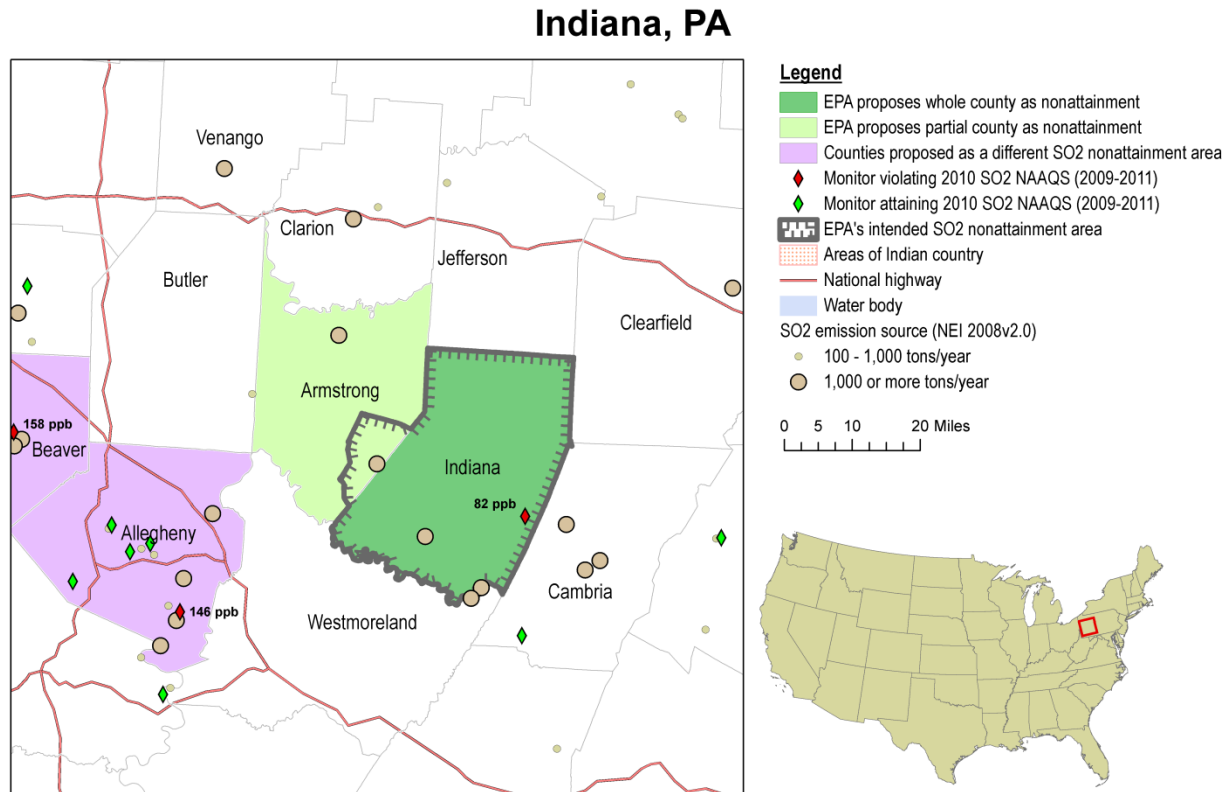 Indiana, PA
Venango
Clarion
Jefferson
Butler
Clearfield
Armstrong
158 ppb
Beaver
Indiana
82 ppb
Allegheny
Cambria
146 ppb
Westmoreland
Legend
EPA proposes whole county as nonattainment
EPA proposes partial county as nonattainment
Counties proposed as a different SO2 nonattainment area
Monitor violating 2010 SO2 NAAQS (2009-2011)
Monitor attaining 2010 SO2 NAAQS (2009-2011)
EPA's intended SO2 nonattainment area
Areas of Indian country
National highway
Water body
SO2 emission source (NEI 2008v2.0)
100 - 1,000 tons/year
1,000 or more tons/year
0 5 10 20 Miles